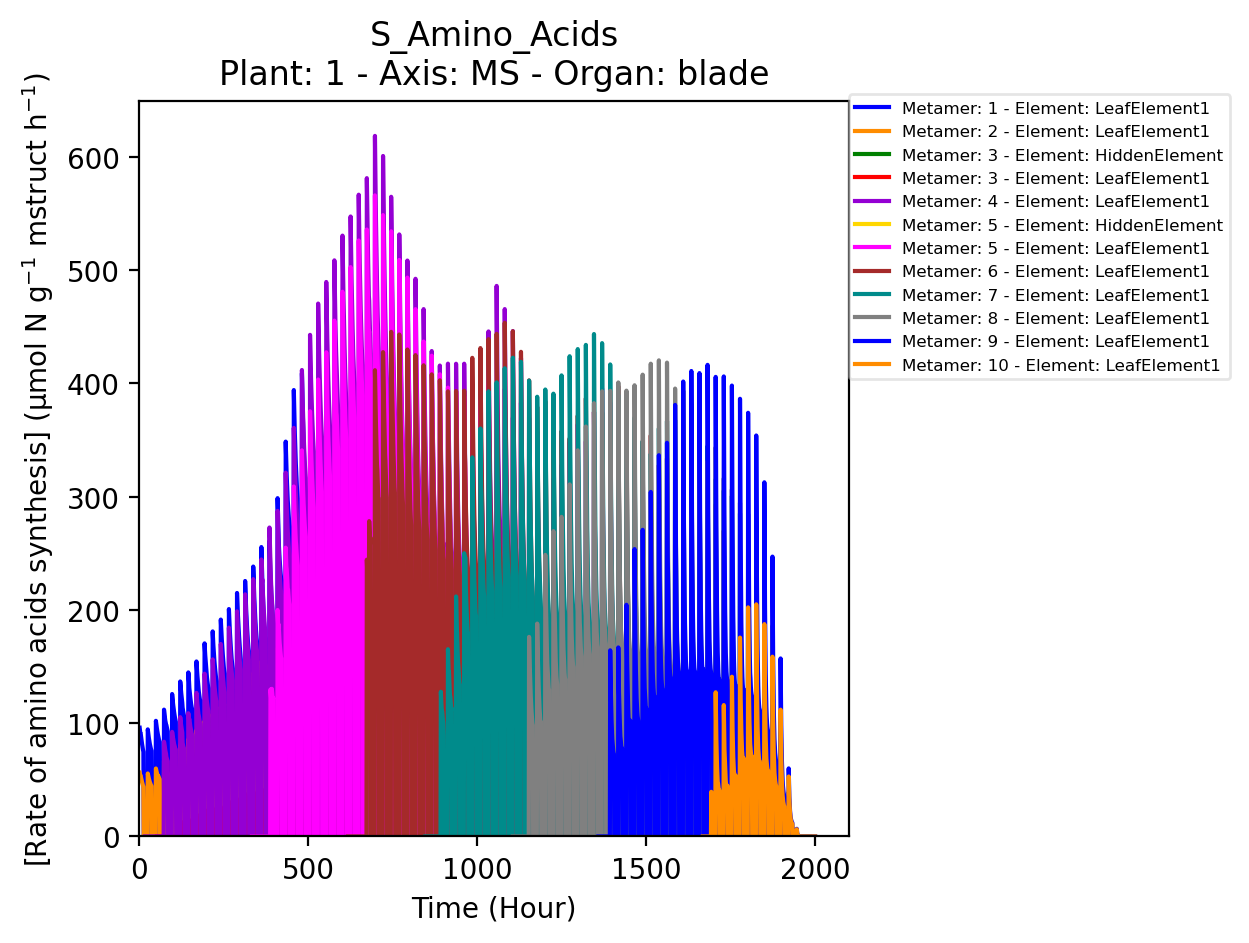 S_Amino_Acids
Plant: 1 - Axis: MS - Organ: blade
[Rate of amino acids synthesis] (µmol N g⁻¹ mstruct h⁻¹)
600
500
400
300
200
100
0
0 500 1000 1500 2000
Time (Hour)
Metamer: 1 - Element: LeafElement1
Metamer: 2 - Element: LeafElement1
Metamer: 3 - Element: HiddenElement
Metamer: 3 - Element: LeafElement1
Metamer: 4 - Element: LeafElement1
Metamer: 5 - Element: HiddenElement
Metamer: 5 - Element: LeafElement1
Metamer: 6 - Element: LeafElement1
Metamer: 7 - Element: LeafElement1
Metamer: 8 - Element: LeafElement1
Metamer: 9 - Element: LeafElement1
Metamer: 10 - Element: LeafElement1